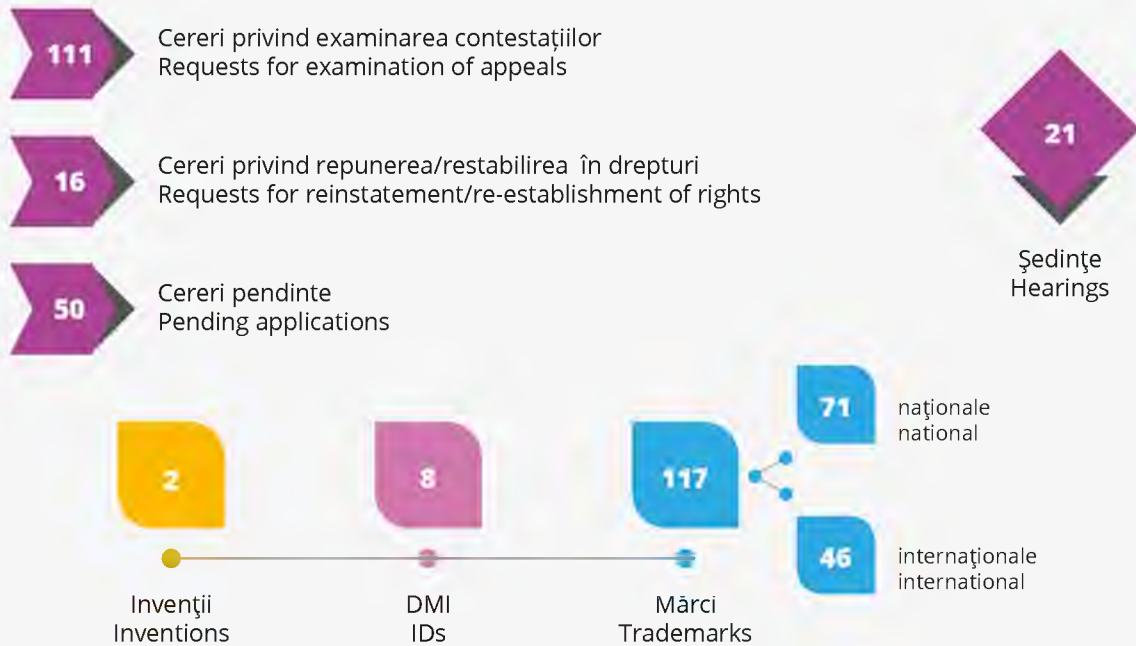 111
Cereri privind examinarea contestațiilor
Requests for examination of appeals
16
Cereri privind repunerea/restabilirea în drepturi
Requests for reinstatement/re-establishment of rights
50
Cereri pendinte
Pending applications
21
Şedinţe
Hearings
2
Invenţii
Inventions
8
DMI
IDs
117
Mărci
Trademarks
71
naţionale
national
46
internaţionale
international